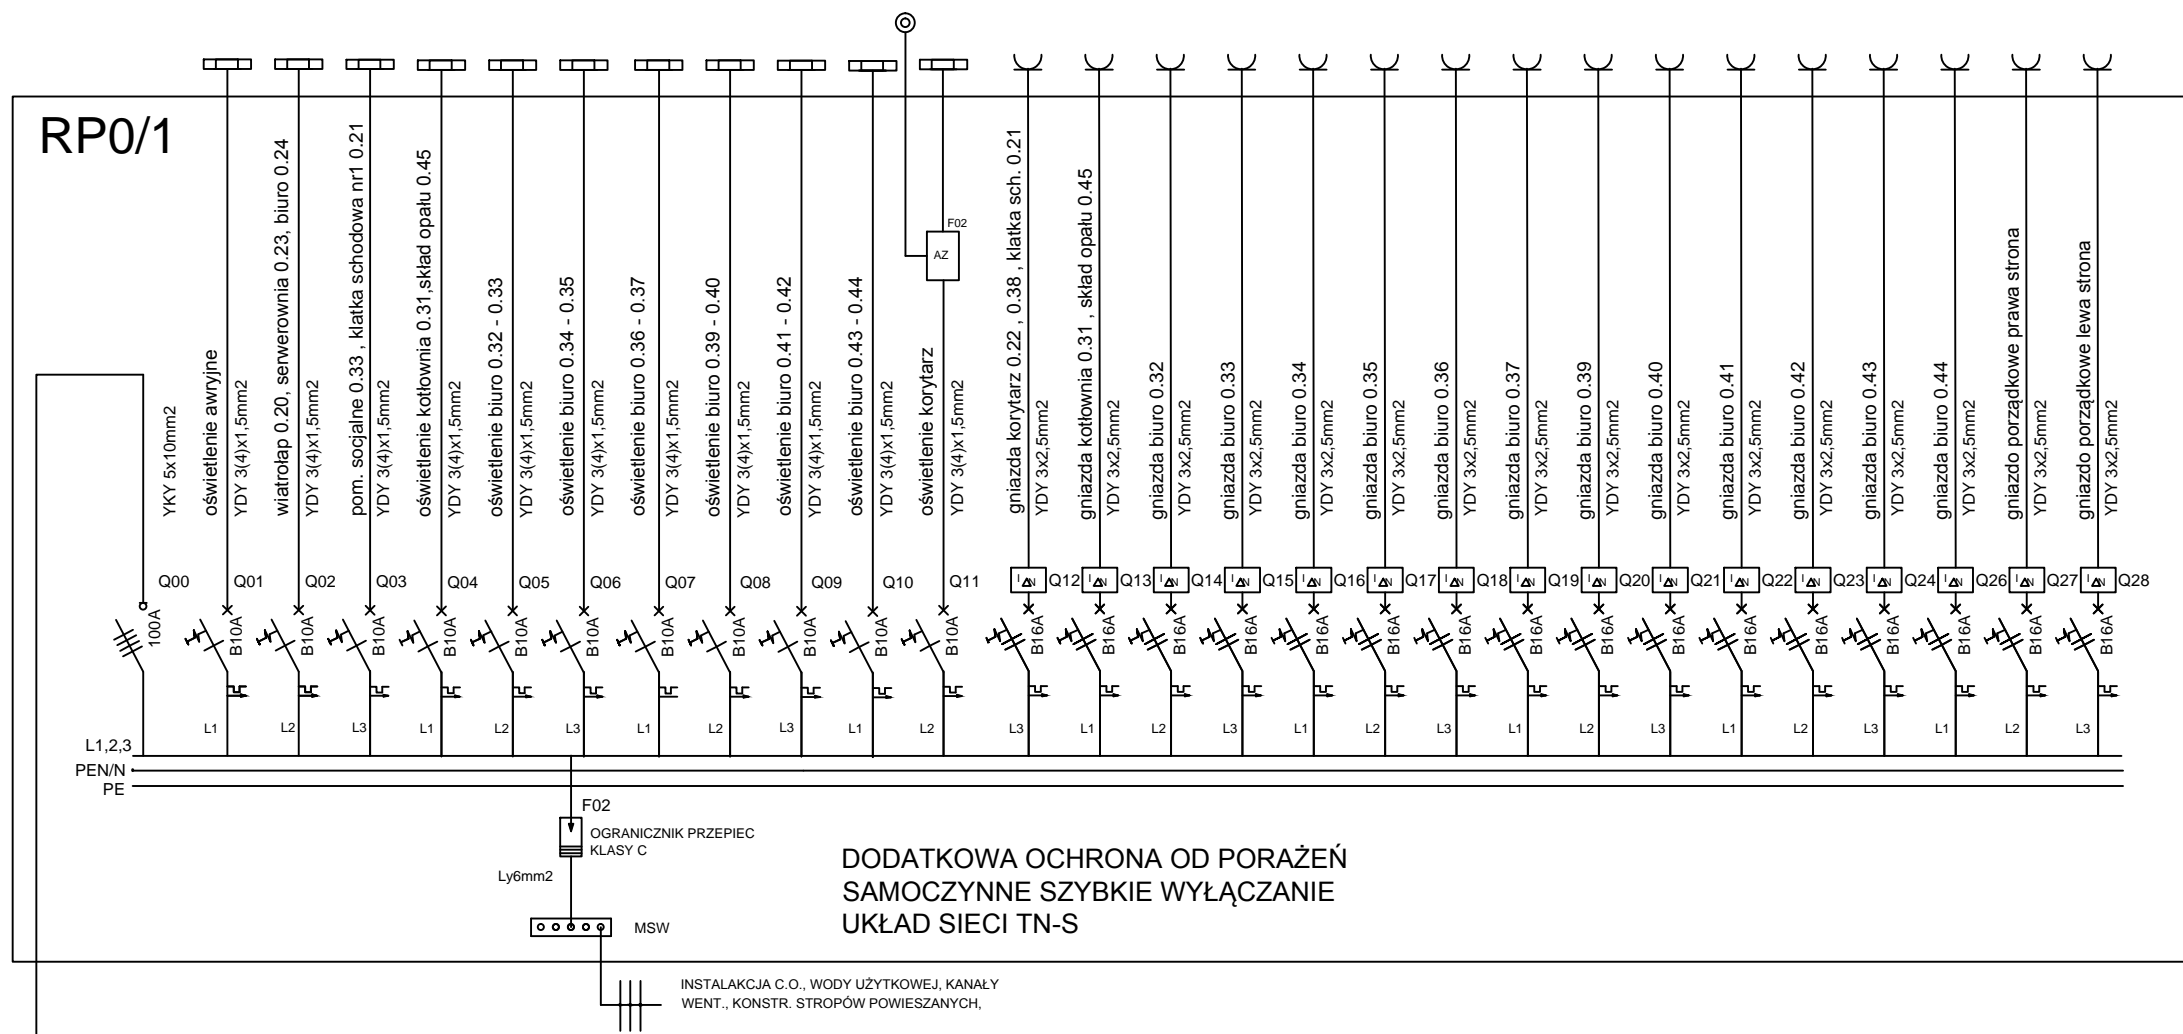 RP0/1
YKY 5x10mm2
oświetlenie awryjne
YDY 3(4)x1,5mm2
wiatrołap 0.20, serwerownia 0.23, biuro 0.24
YDY 3(4)x1,5mm2
pom. socjalne 0.33 , klatka schodowa nr1 0.21
YDY 3(4)x1,5mm2
oświetlenie kotłownia 0.31,skład opału 0.45
YDY 3(4)x1,5mm2
oświetlenie biuro 0.32 - 0.33
YDY 3(4)x1,5mm2
oświetlenie biuro 0.34 - 0.35
YDY 3(4)x1,5mm2
oświetlenie biuro 0.36 - 0.37
YDY 3(4)x1,5mm2
oświetlenie biuro 0.39 - 0.40
YDY 3(4)x1,5mm2
oświetlenie biuro 0.41 - 0.42
YDY 3(4)x1,5mm2
oświetlenie biuro 0.43 - 0.44
YDY 3(4)x1,5mm2
oświetlenie korytarz
YDY 3(4)x1,5mm2
F02
AZ
gniazda korytarz 0.22 , 0.38 , klatka sch. 0.21
YDY 3x2,5mm2
gniazda kotłownia 0.31 , skład opału 0.45
YDY 3x2,5mm2
gniazda biuro 0.32
YDY 3x2,5mm2
gniazda biuro 0.33
YDY 3x2,5mm2
gniazda biuro 0.34
YDY 3x2,5mm2
gniazda biuro 0.35
YDY 3x2,5mm2
gniazda biuro 0.36
YDY 3x2,5mm2
gniazda biuro 0.37
YDY 3x2,5mm2
gniazda biuro 0.39
YDY 3x2,5mm2
gniazda biuro 0.40
YDY 3x2,5mm2
gniazda biuro 0.41
YDY 3x2,5mm2
gniazda biuro 0.42
YDY 3x2,5mm2
gniazda biuro 0.43
YDY 3x2,5mm2
gniazda biuro 0.44
YDY 3x2,5mm2
gniazdo porządkowe prawa strona
YDY 3x2,5mm2
gniazdo porządkowe lewa strona
YDY 3x2,5mm2
Q00 Q01 Q02 Q03 Q04 Q05 Q06 Q07 Q08 Q09 Q10 Q11 I∆N Q12 I∆N Q13 I∆N Q14 I∆N Q15 I∆N Q16 I∆N Q17 I∆N Q18 I∆N Q19 I∆N Q20 I∆N Q21 I∆N Q22 I∆N Q23 I∆N Q24 I∆N Q26 I∆N Q27 I∆N Q28
100A B10A B10A B10A B10A B10A B10A B10A B10A B10A B10A B10A B16A B16A B16A B16A B16A B16A B16A B16A B16A B16A B16A B16A B16A B16A B16A B16A
L1 L2 L3 L1 L2 L3 L1 L2 L3 L1 L2 L3 L1 L2 L3 L1 L2 L3 L1 L2 L3 L1 L2 L3 L1 L2 L3
L1,2,3
PEN/N
PE
F02
OGRANICZNIK PRZEPIEC
KLASY C
Ly6mm2
MSW
DODATKOWA OCHRONA OD PORAŻEŃ
SAMOCZYNNE SZYBKIE WYŁĄCZANIE
UKŁAD SIECI TN-S
INSTALAKCJA C.O., WODY UŻYTKOWEJ, KANAŁY
WENT., KONSTR. STROPÓW POWIESZANYCH,